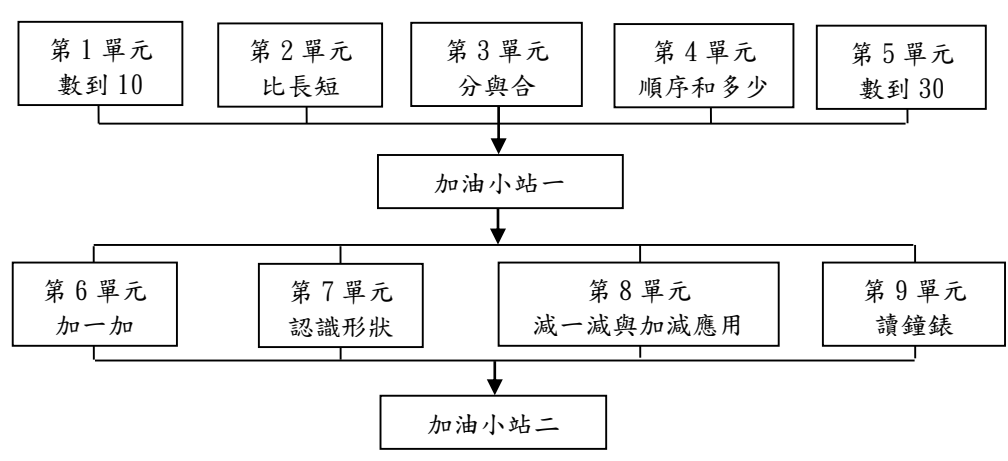 第1單元
數到10
第2單元
比長短
第3單元
分與合
第4單元
順序和多少
第5單元
數到30
加油小站一
第6單元
加一加
第7單元
認識形狀
第8單元
減一減與加減應用
第9單元
讀鐘錶
加油小站二